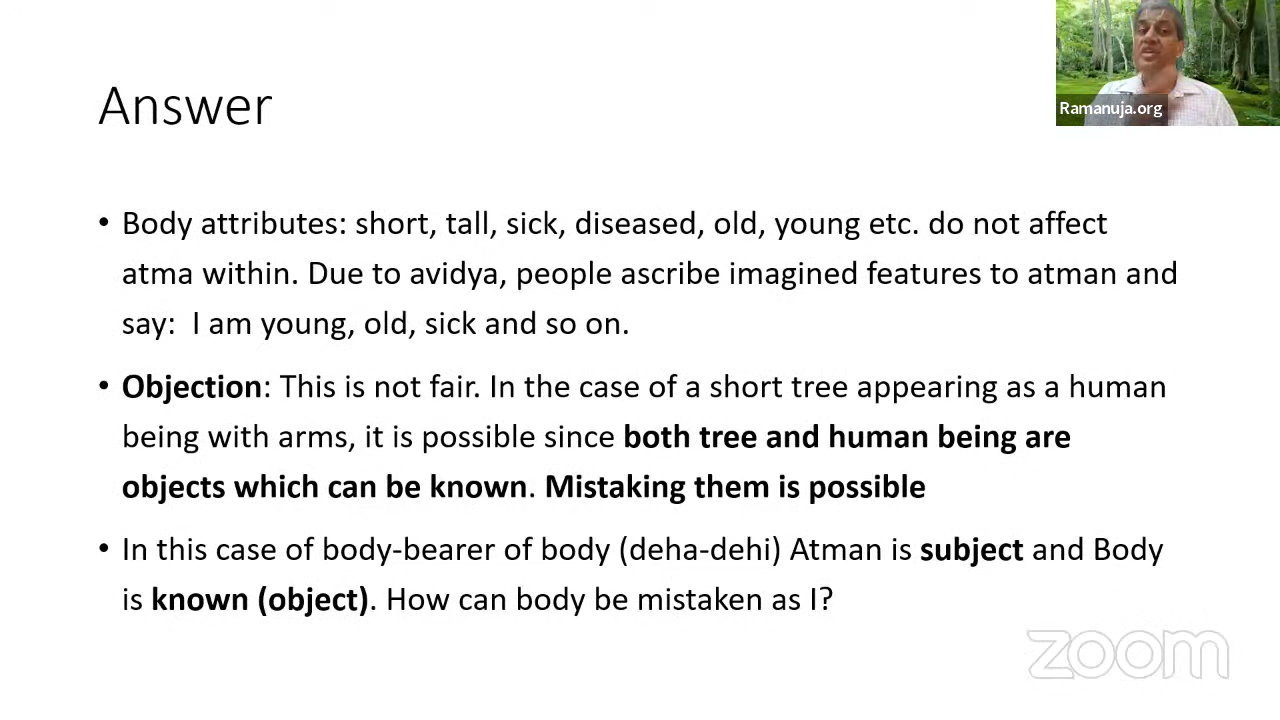 Ramanuja.org
Answer
• Body attributes: short, tall, sick, diseased, old, young etc. do not affect
atma within. Due to avidya, people ascribe imagined features to atman and
say:  I am young, old, sick and so on.
• Objection: This is not fair. In the case of a short tree appearing as a human
being with arms, it is possible since both tree and human being are
objects which can be known. Mistaking them is possible
• In this case of body-bearer of body (deha-dehi) Atman is subject and Body
is known (object). How can body be mistaken as I?
zoom